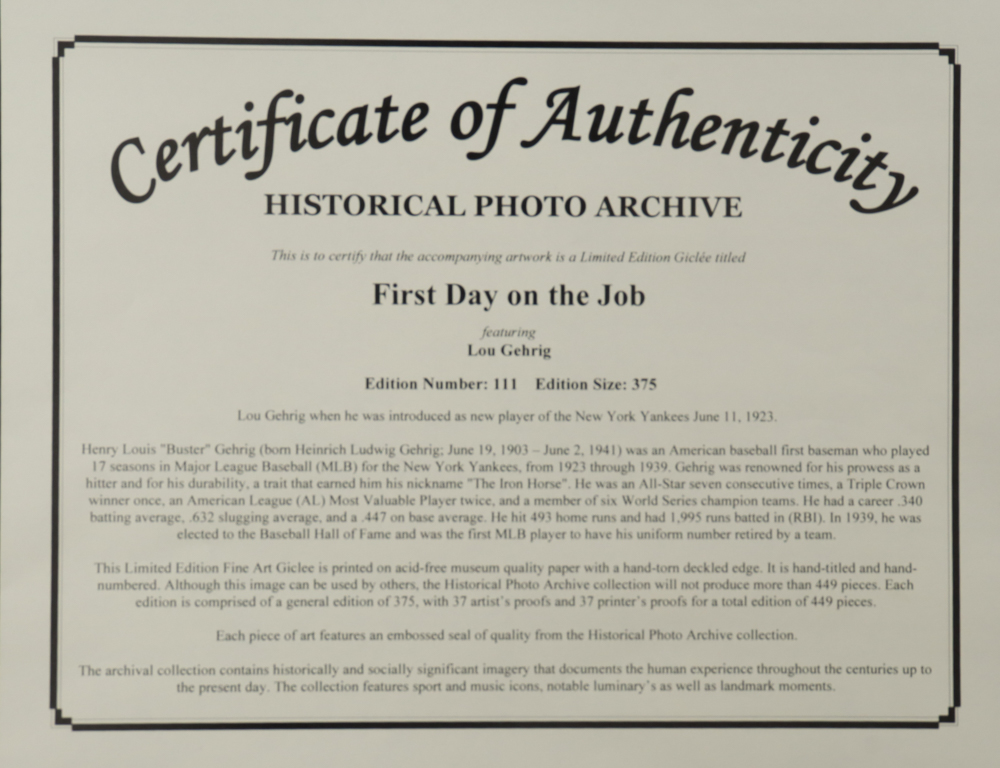 Certificate of Authenticity
HISTORICAL PHOTO ARCHIVE
This is to certify that the accompanying artwork is a Limited Edition Giclée titled
First Day on the Job
featuring
Lou Gehrig
Edition Number: 111 Edition Size: 375
Lou Gehrig when he was introduced as new player of the New York Yankees June 11, 1923.
Henry Louis "Buster" Gehrig (born Heinrich Ludwig Gehrig; June 19, 1903 – June 2, 1941) was an American baseball first baseman who played
17 seasons in Major League Baseball (MLB) for the New York Yankees, from 1923 through 1939. Gehrig was renowned for his prowess as a
hitter and for his durability, a trait that earned him his nickname "The Iron Horse". He was an All-Star seven consecutive times, a Triple Crown
winner once, an American League (AL) Most Valuable Player twice, and a member of six World Series champion teams. He had a career .340
batting average, .632 slugging average, and a .447 on base average. He hit 493 home runs and had 1,995 runs batted in (RBI). In 1939, he was
elected to the Baseball Hall of Fame and was the first MLB player to have his uniform number retired by a team.
This Limited Edition Fine Art Giclee is printed on acid-free museum quality paper with a hand-torn deckled edge. It is hand-titled and hand-
numbered. Although this image can be used by others, the Historical Photo Archive collection will not produce more than 449 pieces. Each
edition is comprised of a general edition of 375, with 37 artist's proofs and 37 printer's proofs for a total edition of 449 pieces.
Each piece of art features an embossed seal of quality from the Historical Photo Archive collection.
The archival collection contains historically and socially significant imagery that documents the human experience throughout the centuries up to
the present day. The collection features sport and music icons, notable luminary's as well as landmark moments.